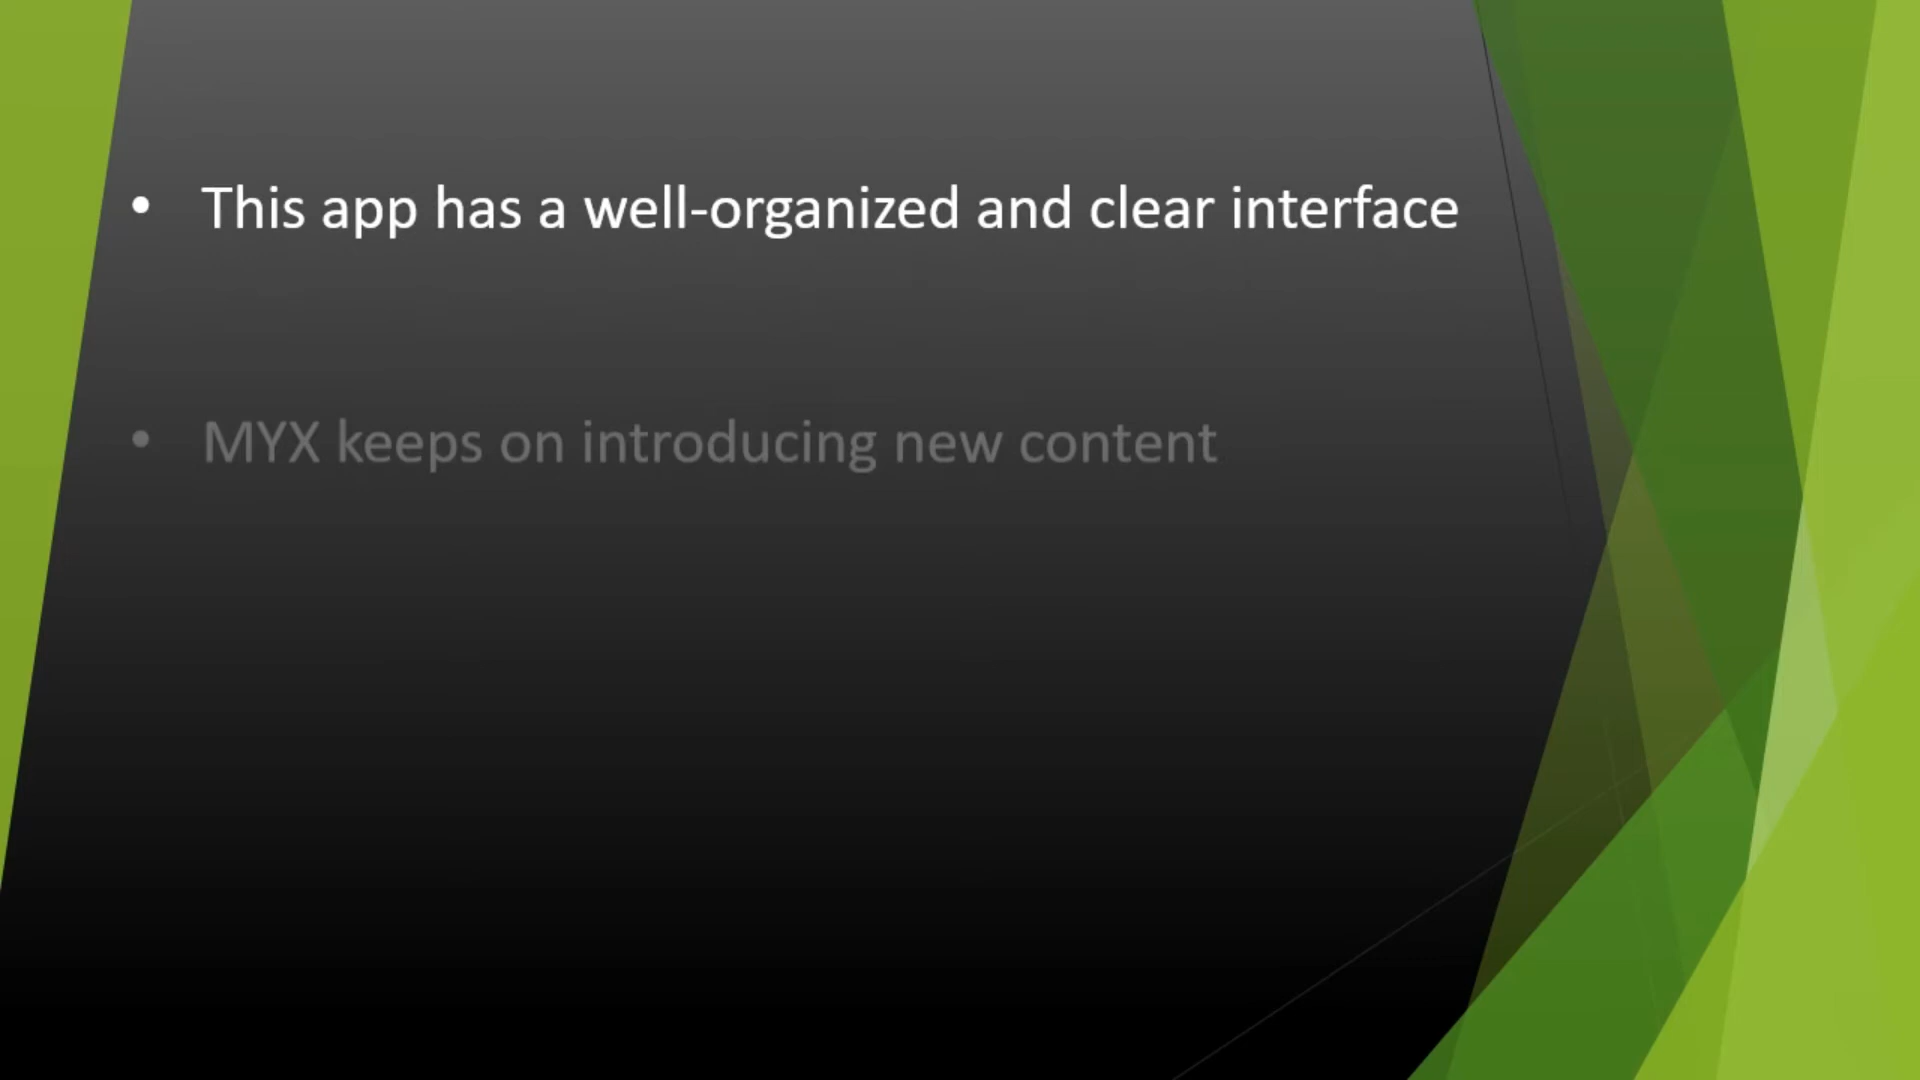 • This app has a well-organized and clear interface
• MYX keeps on introducing new content